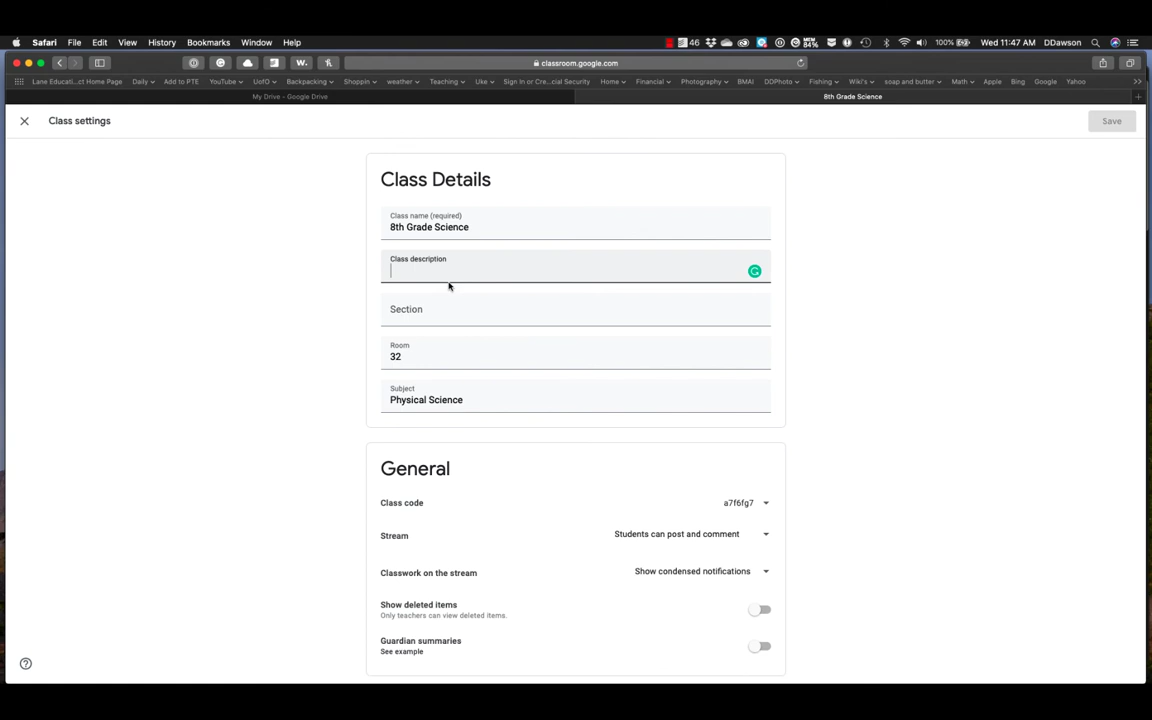 Safari File Edit View History Bookmarks Window Help 46 MEM 84% 100% Wed 11:47 AM DDawson
W. classroom.google.com
Lane Educati...ct Home Page Daily Add to PTE YouTube UofO Backpacking Shoppin weather Teaching Uke Sign In or Cre...cial Security Home Financial Photography BMAI DDPhoto Fishing Wiki's soap and butter Math Apple Bing Google Yahoo
My Drive - Google Drive 8th Grade Science
Class settings Save
Class Details
Class name (required)
8th Grade Science
Class description
Section
Room
32
Subject
Physical Science
General
Class code a7f6fg7
Stream Students can post and comment
Classwork on the stream Show condensed notifications
Show deleted items
Only teachers can view deleted items.
Guardian summaries
See example